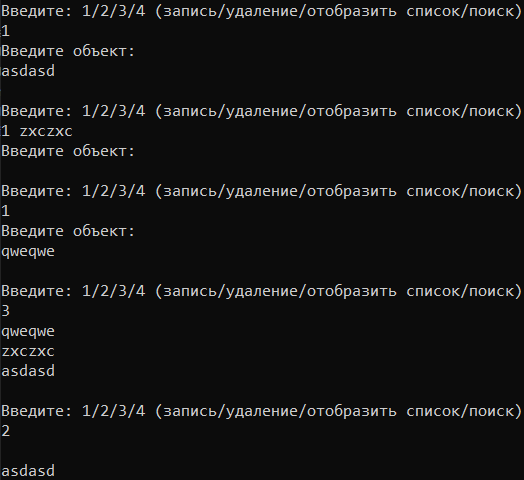 Введите: 1/2/3/4 (запись/удаление/отобразить список/поиск)
1
Введите объект:
asdasd
Введите: 1/2/3/4 (запись/удаление/отобразить список/поиск)
1 zxczxc
Введите объект:
Введите: 1/2/3/4 (запись/удаление/отобразить список/поиск)
1
Введите объект:
qweqwe
Введите: 1/2/3/4 (запись/удаление/отобразить список/поиск)
3
qweqwe
zxczxc
asdasd
Введите: 1/2/3/4 (запись/удаление/отобразить список/поиск)
2
asdasd